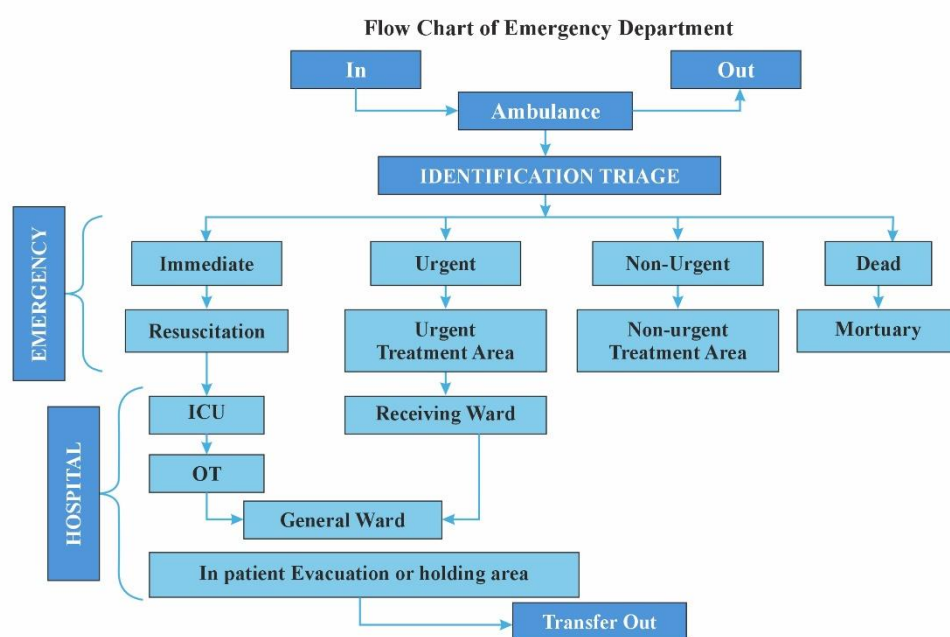 Flow Chart of Emergency Department
In
Out
Ambulance
IDENTIFICATION TRIAGE
EMERGENCY
Immediate
Urgent
Non-Urgent
Dead
Resuscitation
Urgent
Treatment Area
Non-urgent
Treatment Area
Mortuary
HOSPITAL
ICU
Receiving Ward
OT
General Ward
In patient Evacuation or holding area
Transfer Out